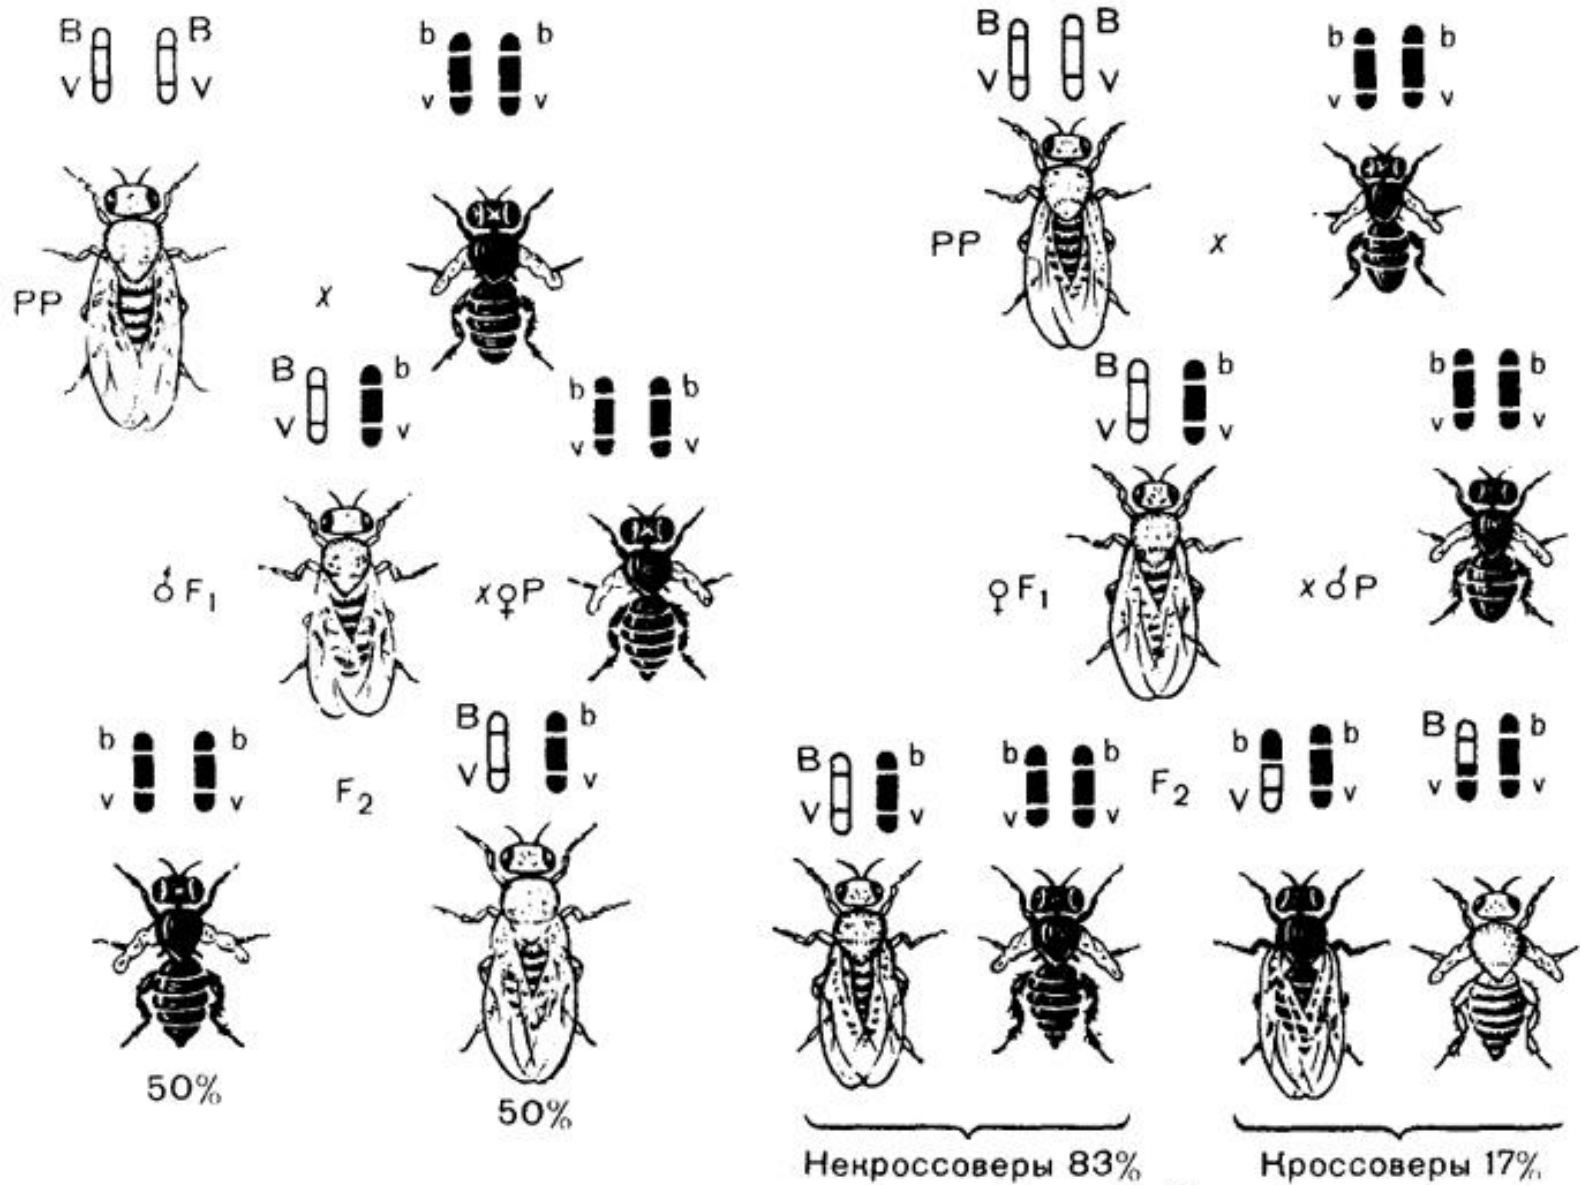 B B b b
V V v v
PP x
B b b b
V v v v
♂ F1 x ♀ P
b b B b
v v V v
F2
50% 50%
B B b b
V V v v
PP x
B b b b
V v v v
♀ F1 x ♂ P
B b b b b b B b
V v v v V v v v
F2
Некроссоверы 83% Кроссоверы 17%